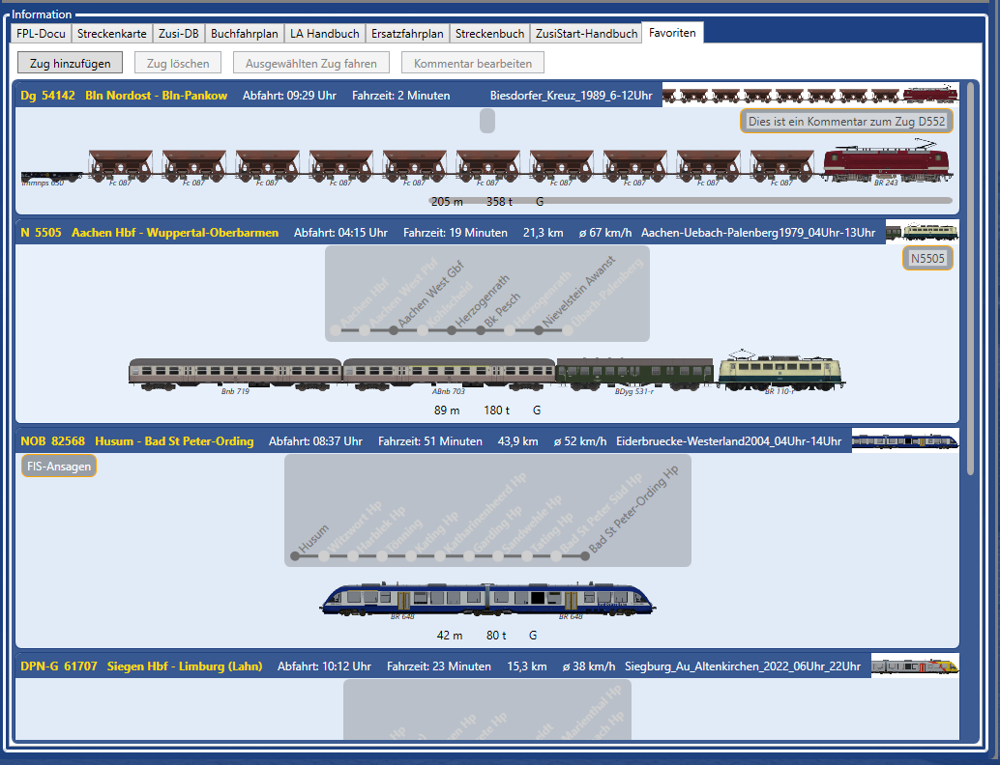 Information
FPL-Docu Streckenkarte Zusi-DB Buchfahrplan LA Handbuch Ersatzfahrplan Streckenbuch ZusiStart-Handbuch Favoriten
Zug hinzufügen Zug löschen Ausgewählten Zug fahren Kommentar bearbeiten
Dg 54142 Bln Nordost - Bln-Pankow Abfahrt: 09:29 Uhr Fahrzeit: 2 Minuten Biesdorfer_Kreuz_1989_6-12Uhr
Dies ist ein Kommentar zum Zug D552
Fc 087 Fc 087 Fc 087 Fc 087 Fc 087 Fc 087 Fc 087 Fc 087 Fc 087 Fc 087 BR 243
205 m 358 t G
N 5505 Aachen Hbf - Wuppertal-Oberbarmen Abfahrt: 04:15 Uhr Fahrzeit: 19 Minuten 21,3 km ø 67 km/h Aachen-Uebach-Palenberg1979_04Uhr-13Uhr
N5505
Aachen Hbf
Aachen West Pbf
Aachen West Gbf
Kohlscheid
Herzogenrath
Bk Pesch
Herzogenrath
Nievelstein Awanst
Übach-Palenberg
Bnb 719 ABnb 703 BDyg 531-r BR 110-r
89 m 180 t G
NOB 82568 Husum - Bad St Peter-Ording Abfahrt: 08:37 Uhr Fahrzeit: 51 Minuten 43,9 km ø 52 km/h Eiderbruecke-Westerland2004_04Uhr-14Uhr
FIS-Ansagen
Husum
Witzwort Hp
Harblek Hp
Tönning
Kating Hp
Katharinenheerd Hp
Garding Hp
Sandwehle Hp
Tating Hp
Bad St Peter Süd Hp
Bad St Peter-Ording Hp
BR 648 BR 648
42 m 80 t G
DPN-G 61707 Siegen Hbf - Limburg (Lahn) Abfahrt: 10:12 Uhr Fahrzeit: 23 Minuten 15,3 km ø 38 km/h Siegburg_Au_Altenkirchen_2022_06Uhr_22Uhr
Hp
Hp
Hp
Marienthal Hp
Hp